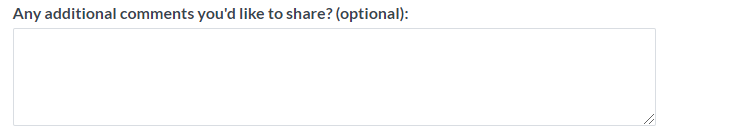 Any additional comments you'd like to share? (optional):